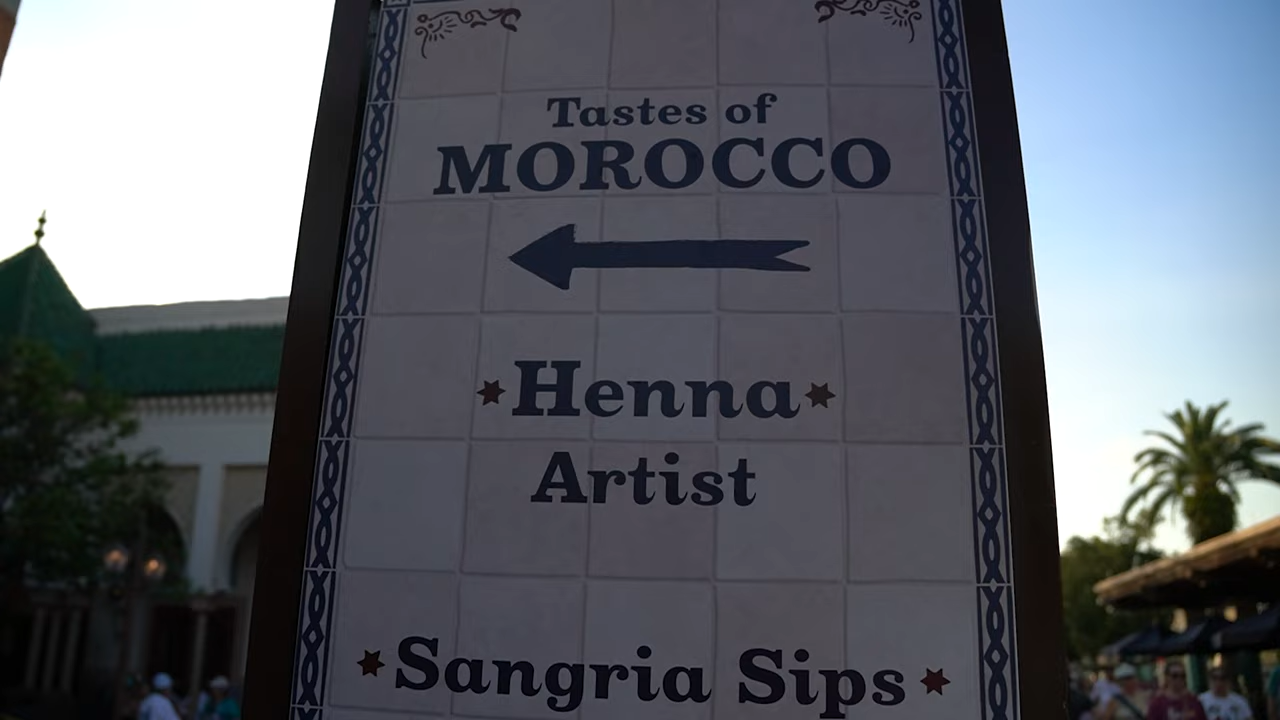 Tastes of
MOROCCO
Henna
Artist
Sangria Sips